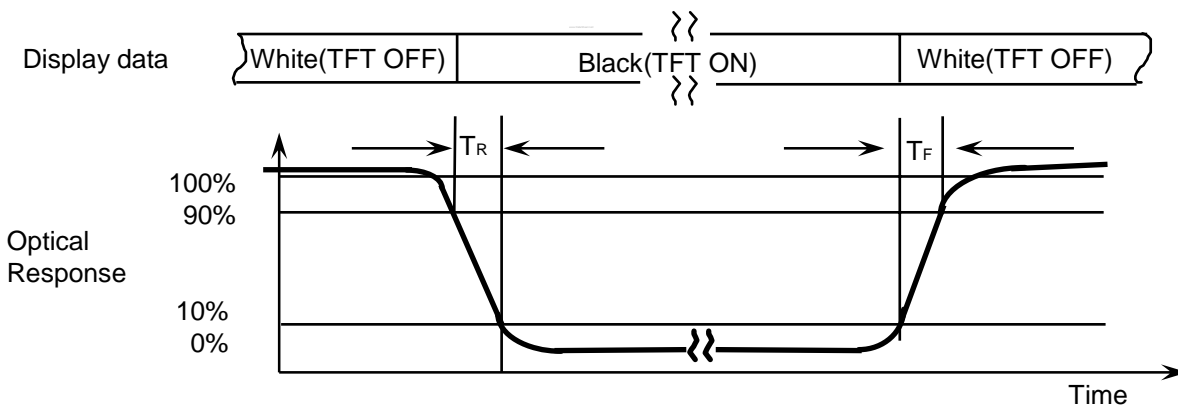 Display data
White(TFT OFF)
Black(TFT ON)
White(TFT OFF)
TR
TF
100%
90%
Optical
Response
10%
0%
Time